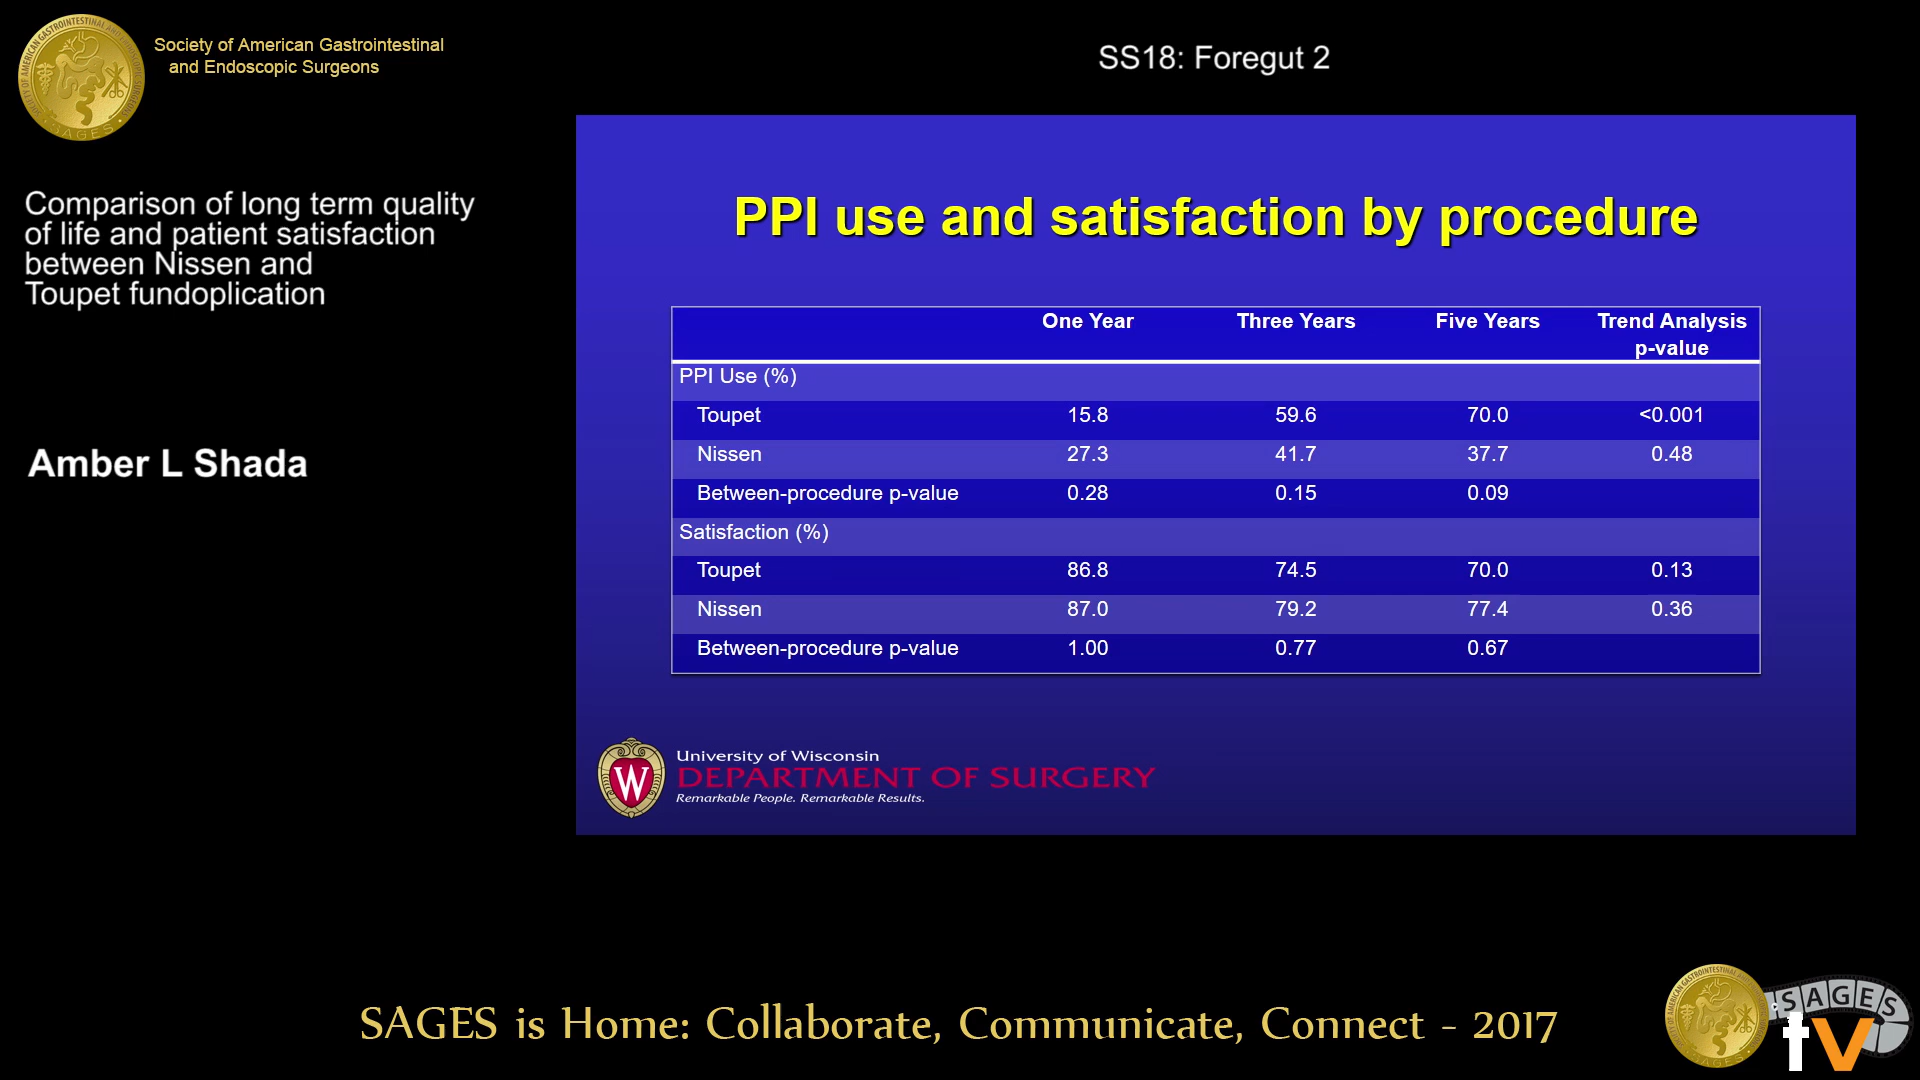 Society of American Gastrointestinal
and Endoscopic Surgeons
SS18: Foregut 2
Comparison of long term quality
of life and patient satisfaction
between Nissen and
Toupet fundoplication
Amber L Shada
PPI use and satisfaction by procedure
One Year Three Years Five Years Trend Analysis
p-value
PPI Use (%)
Toupet 15.8 59.6 70.0 <0.001
Nissen 27.3 41.7 37.7 0.48
Between-procedure p-value 0.28 0.15 0.09
Satisfaction (%)
Toupet 86.8 74.5 70.0 0.13
Nissen 87.0 79.2 77.4 0.36
Between-procedure p-value 1.00 0.77 0.67
W
University of Wisconsin
DEPARTMENT OF SURGERY
Remarkable People. Remarkable Results.
SAGES is Home: Collaborate, Communicate, Connect - 2017
SAGES
tv